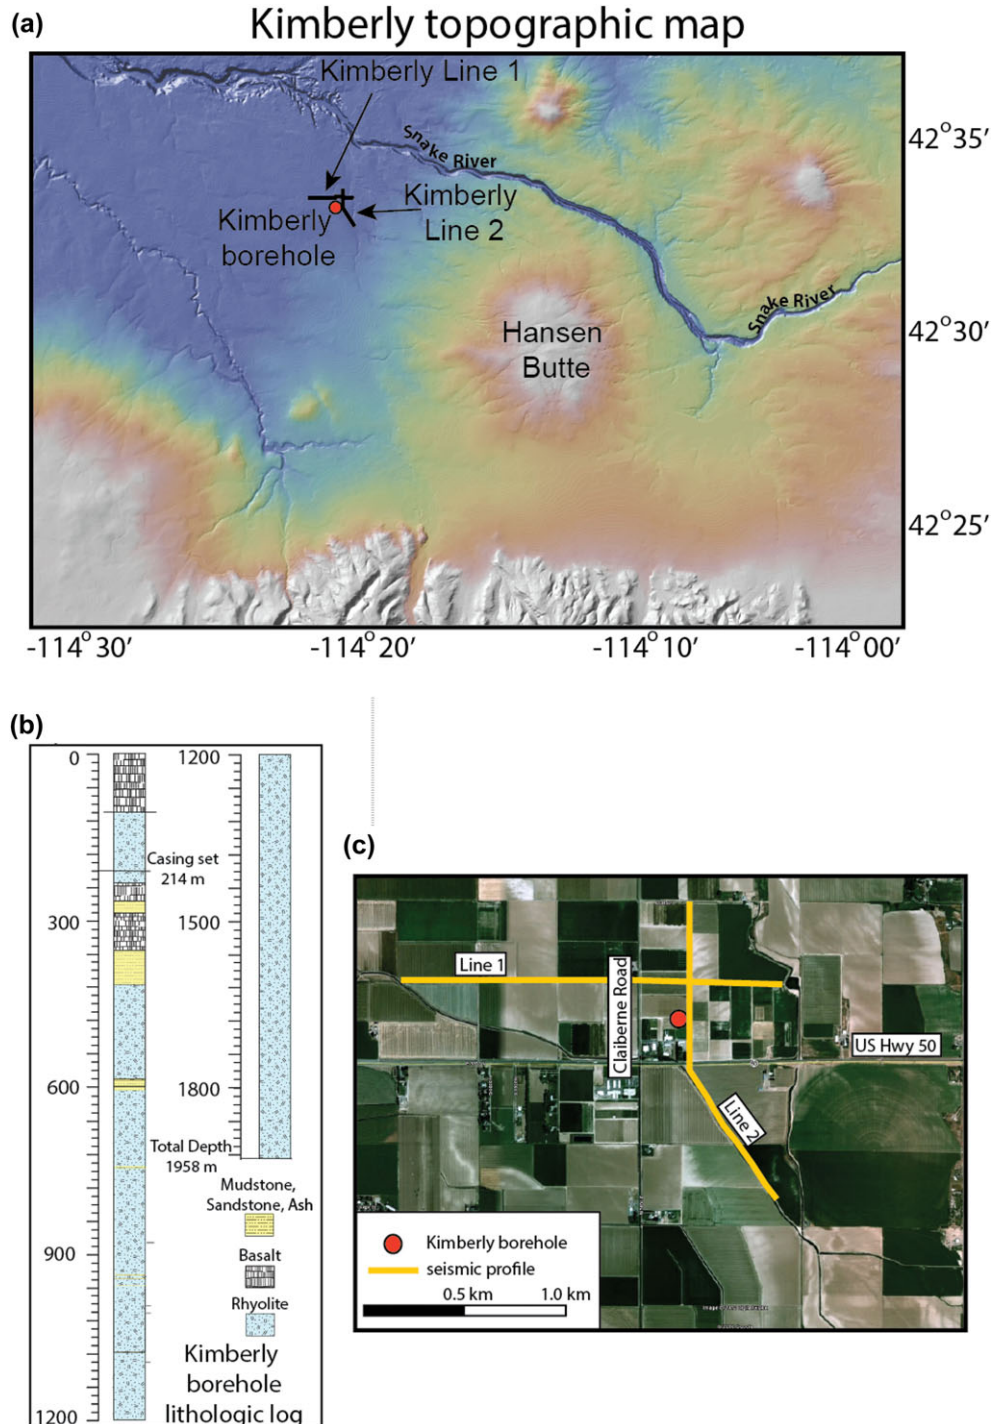 (a)
Kimberly topographic map
Kimberly Line 1
Snake River
Kimberly
Line 2
Kimberly
borehole
Hansen
Butte
Snake River
42°35'
42°30'
42°25'
-114°30'
-114°20'
-114°10'
-114°00'
(b)
0
300
600
900
1200
1200
1500
1800
Casing set
214 m
Total Depth
1958 m
Mudstone,
Sandstone, Ash
Basalt
Rhyolite
Kimberly
borehole
lithologic log
(c)
Line 1
Claiberne Road
US Hwy 50
Line 2
Kimberly borehole
seismic profile
0.5 km
1.0 km